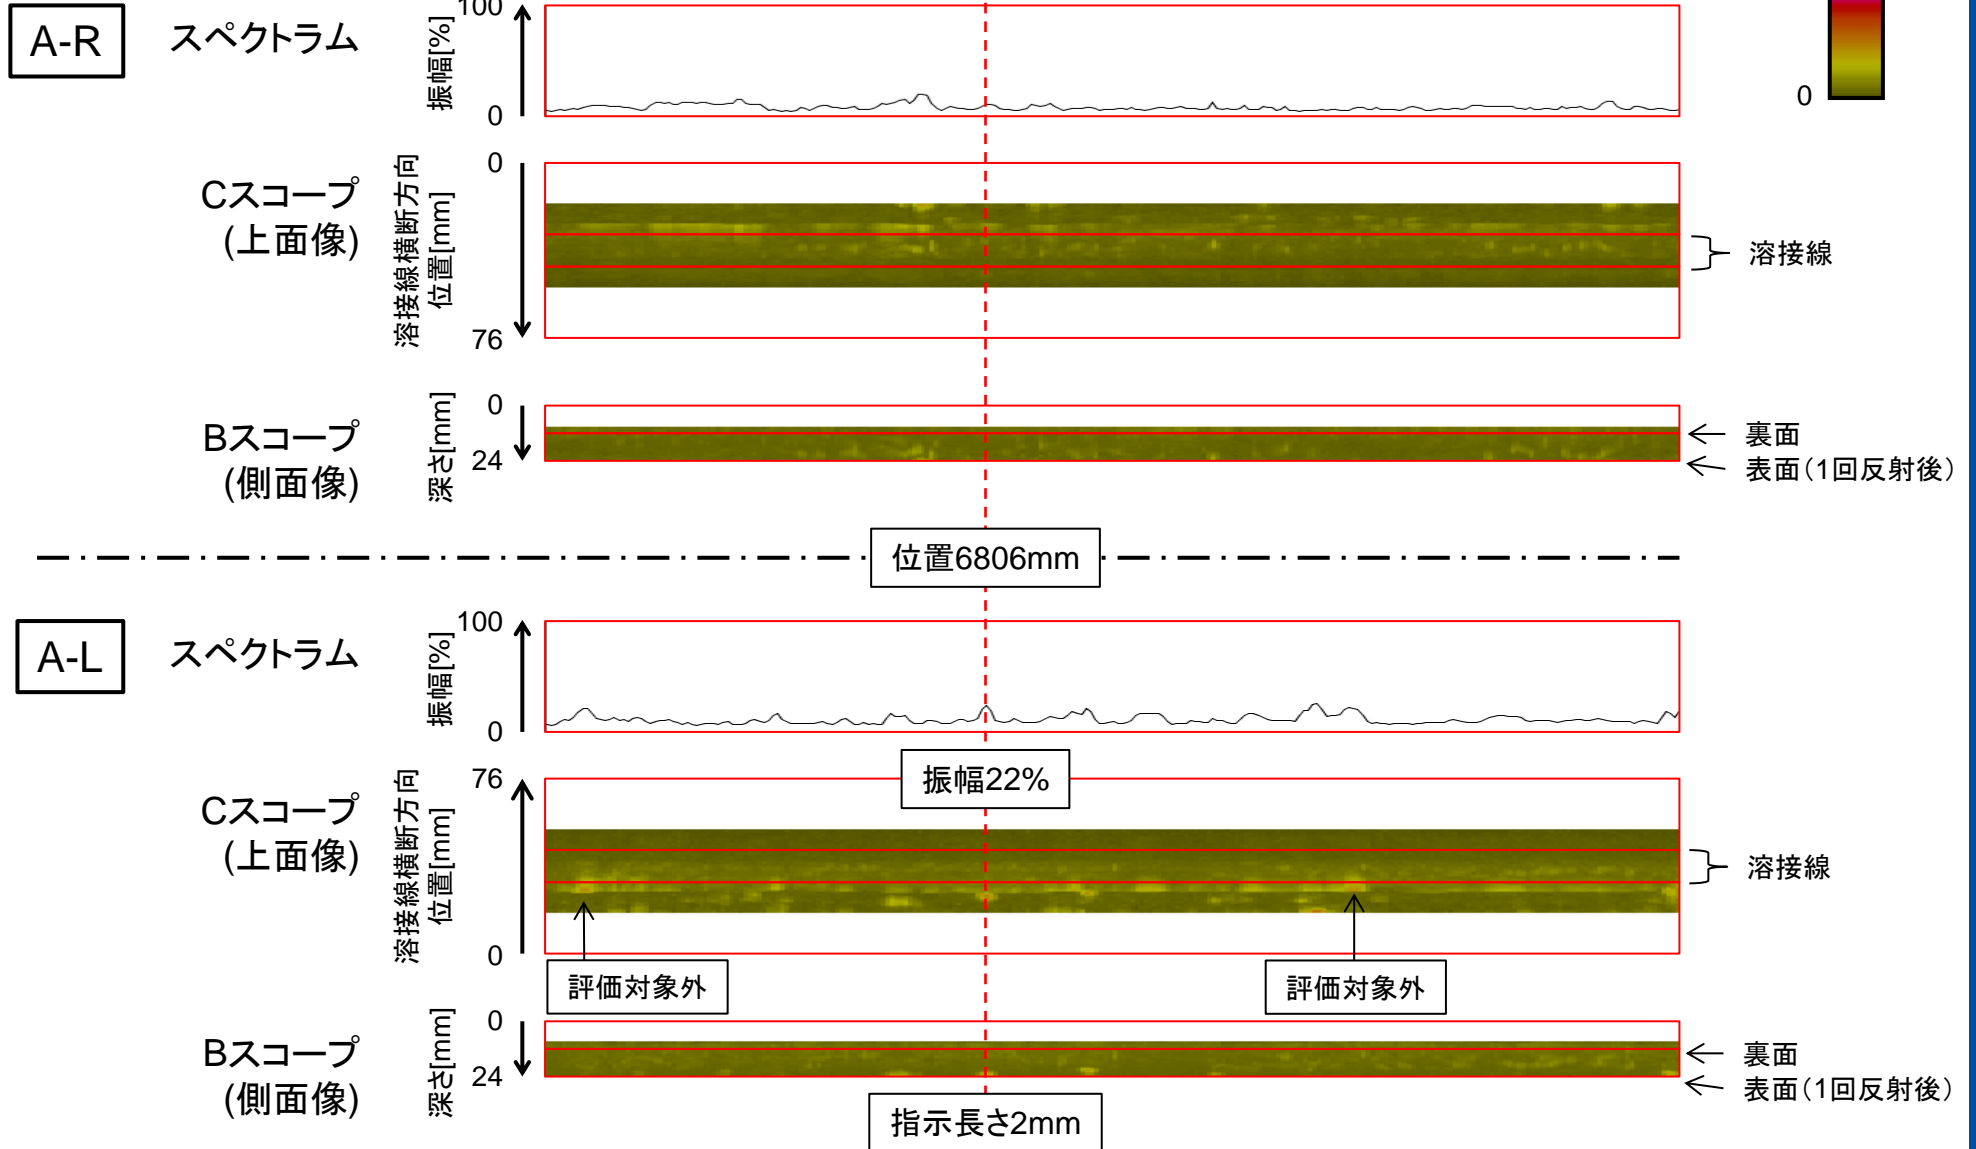 100
A-R
スペクトラム
振幅[%]
0
0
0
Cスコープ
(上面像)
溶接線横断方向
位置[mm]
76
溶接線
0
Bスコープ
(側面像)
深さ[mm]
24
裏面
表面(1回反射後)
位置6806mm
100
A-L
スペクトラム
振幅[%]
0
振幅22%
76
Cスコープ
(上面像)
溶接線横断方向
位置[mm]
0
溶接線
評価対象外
評価対象外
0
Bスコープ
(側面像)
深さ[mm]
24
裏面
表面(1回反射後)
指示長さ2mm